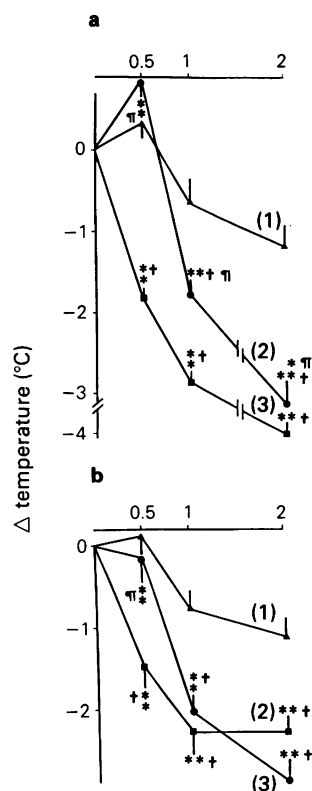 a
0.5 1 2
0
-1
-2
-3
-4
¶ * *
(1)
* † *
* * † ¶
* † *
(2)
* ¶
* * †
(3)
* * †
Δ temperature (°C)
b
0.5 1 2
0
-1
-2
¶ * *
(1)
† * *
* † *
(2) * * †
* * †
* * †
(3)